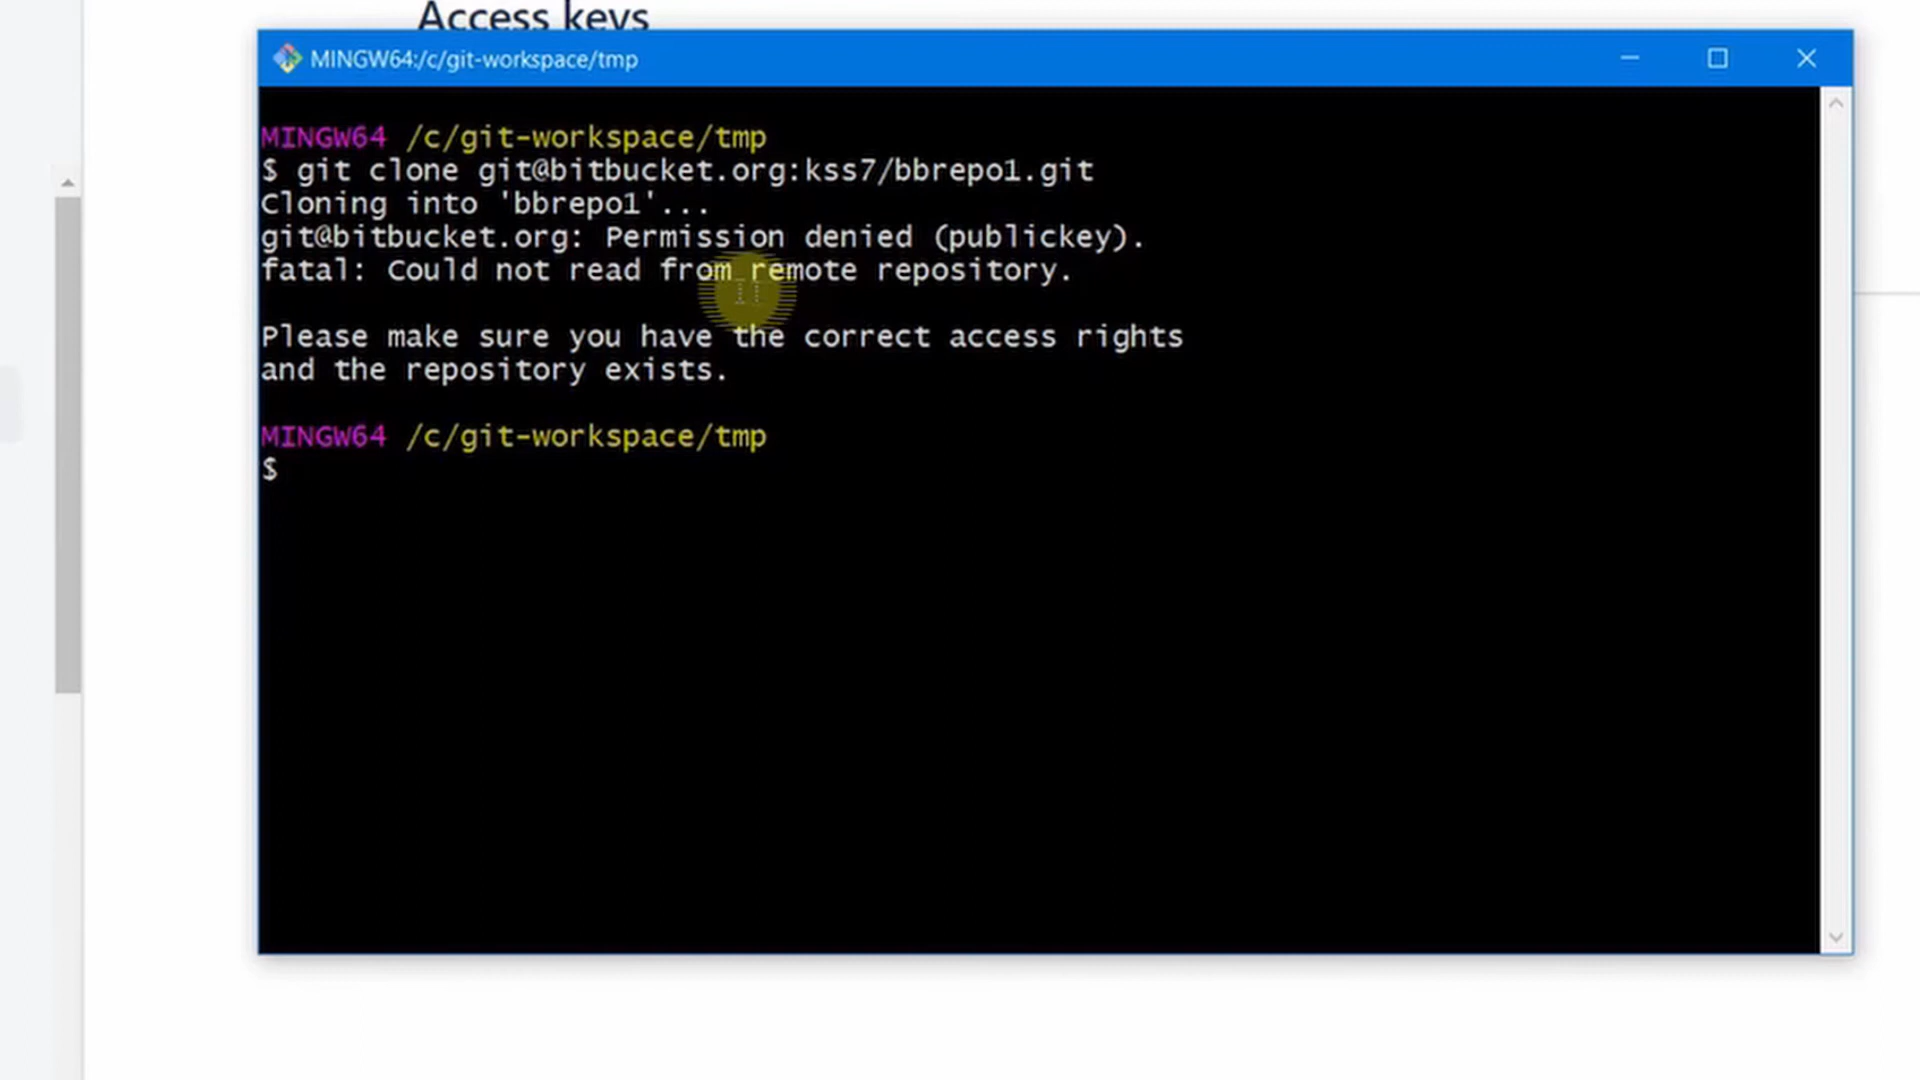 Access keys
MINGW64:/c/git-workspace/tmp
MINGW64 /c/git-workspace/tmp
$ git clone git@bitbucket.org:kss7/bbrepo1.git
Cloning into 'bbrepo1'...
git@bitbucket.org: Permission denied (publickey).
fatal: Could not read from remote repository.
Please make sure you have the correct access rights
and the repository exists.
MINGW64 /c/git-workspace/tmp
$